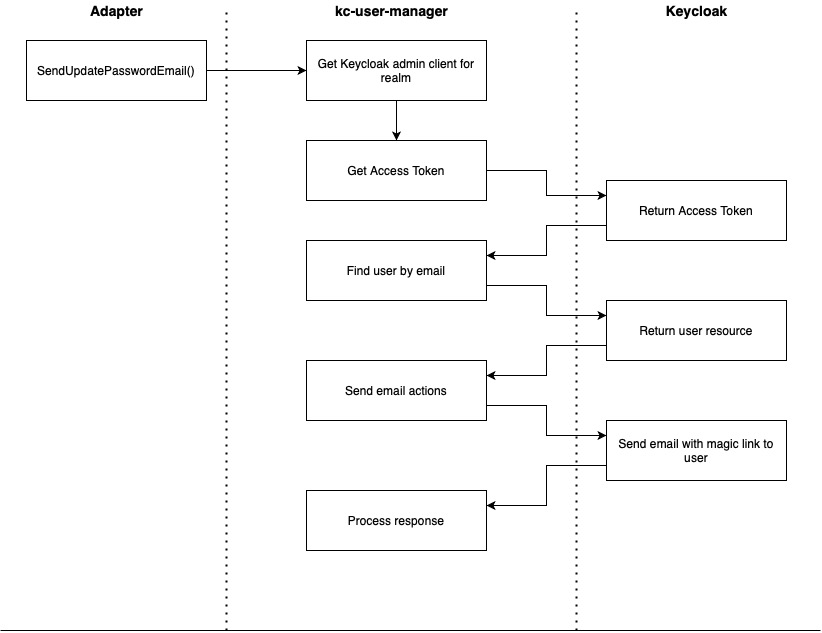 Adapter
kc-user-manager
Keycloak
SendUpdatePasswordEmail()
Get Keycloak admin client for
realm
Get Access Token
Return Access Token
Find user by email
Return user resource
Send email actions
Send email with magic link to
user
Process response